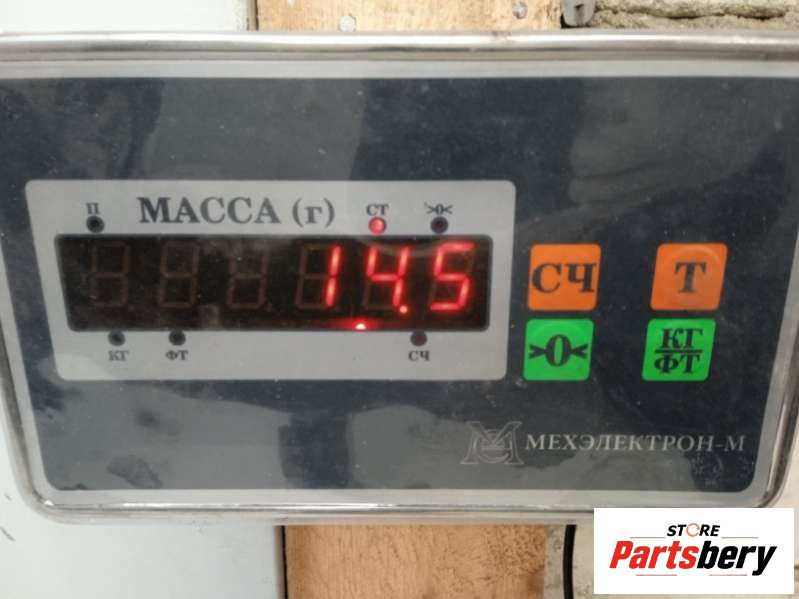 П МАССА (г) СТ >0<
14.5
КГ ФТ СЧ
СЧ Т
>0< КГ
ФТ
МЕХЭЛЕКТРОН-М
STORE
Partsbery